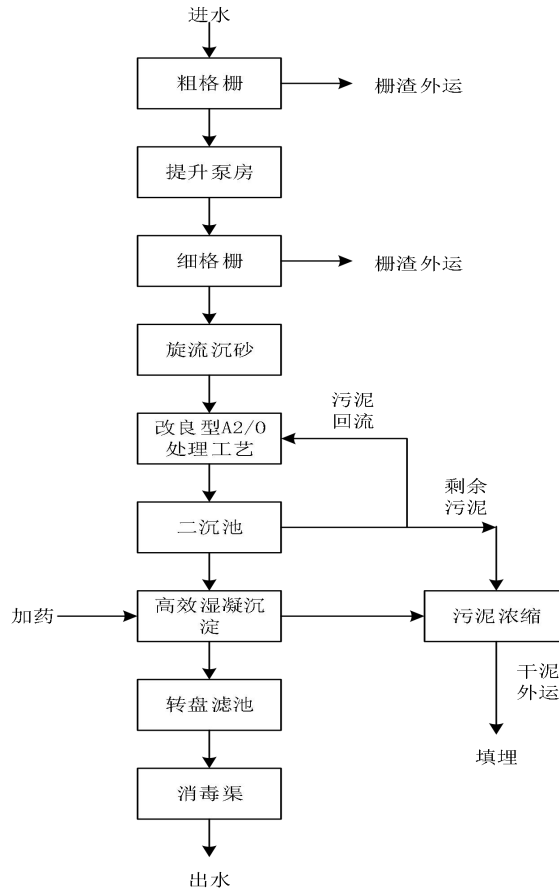 进水
粗格栅
栅渣外运
提升泵房
细格栅
栅渣外运
旋流沉砂
污泥
回流
改良型A2/O
处理工艺
剩余
污泥
二沉池
加药
高效湿凝沉
淀
污泥浓缩
干泥
外运
转盘滤池
填埋
消毒渠
出水